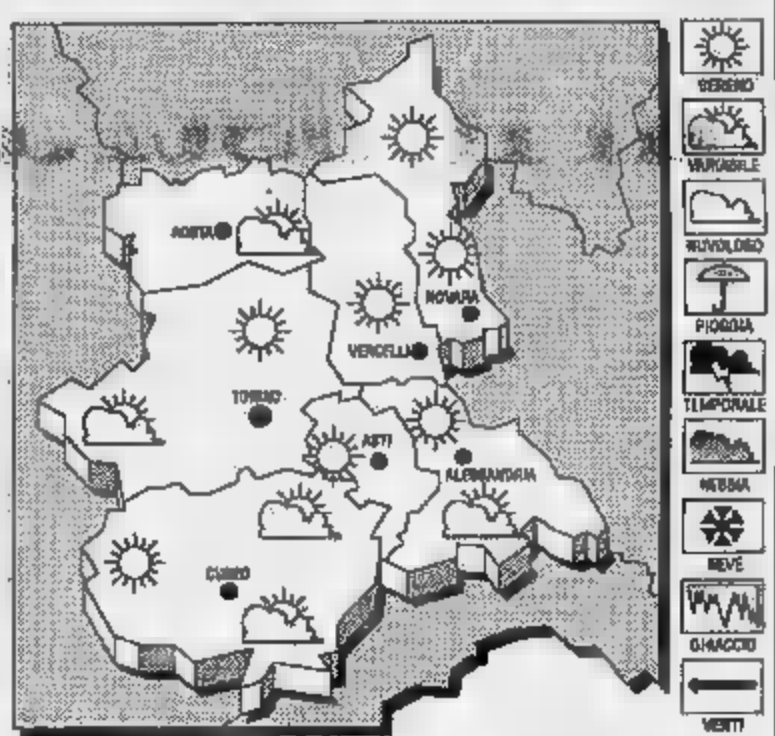 SERENO
VARIABILE
NUVOLOSO
PIOGGIA
TEMPORALE
NEBBIA
NEVE
GHIACCIO
VENTI
AOSTA
NOVARA
VERCELLI
TORINO
ASTI
ALESSANDRIA
CUNEO